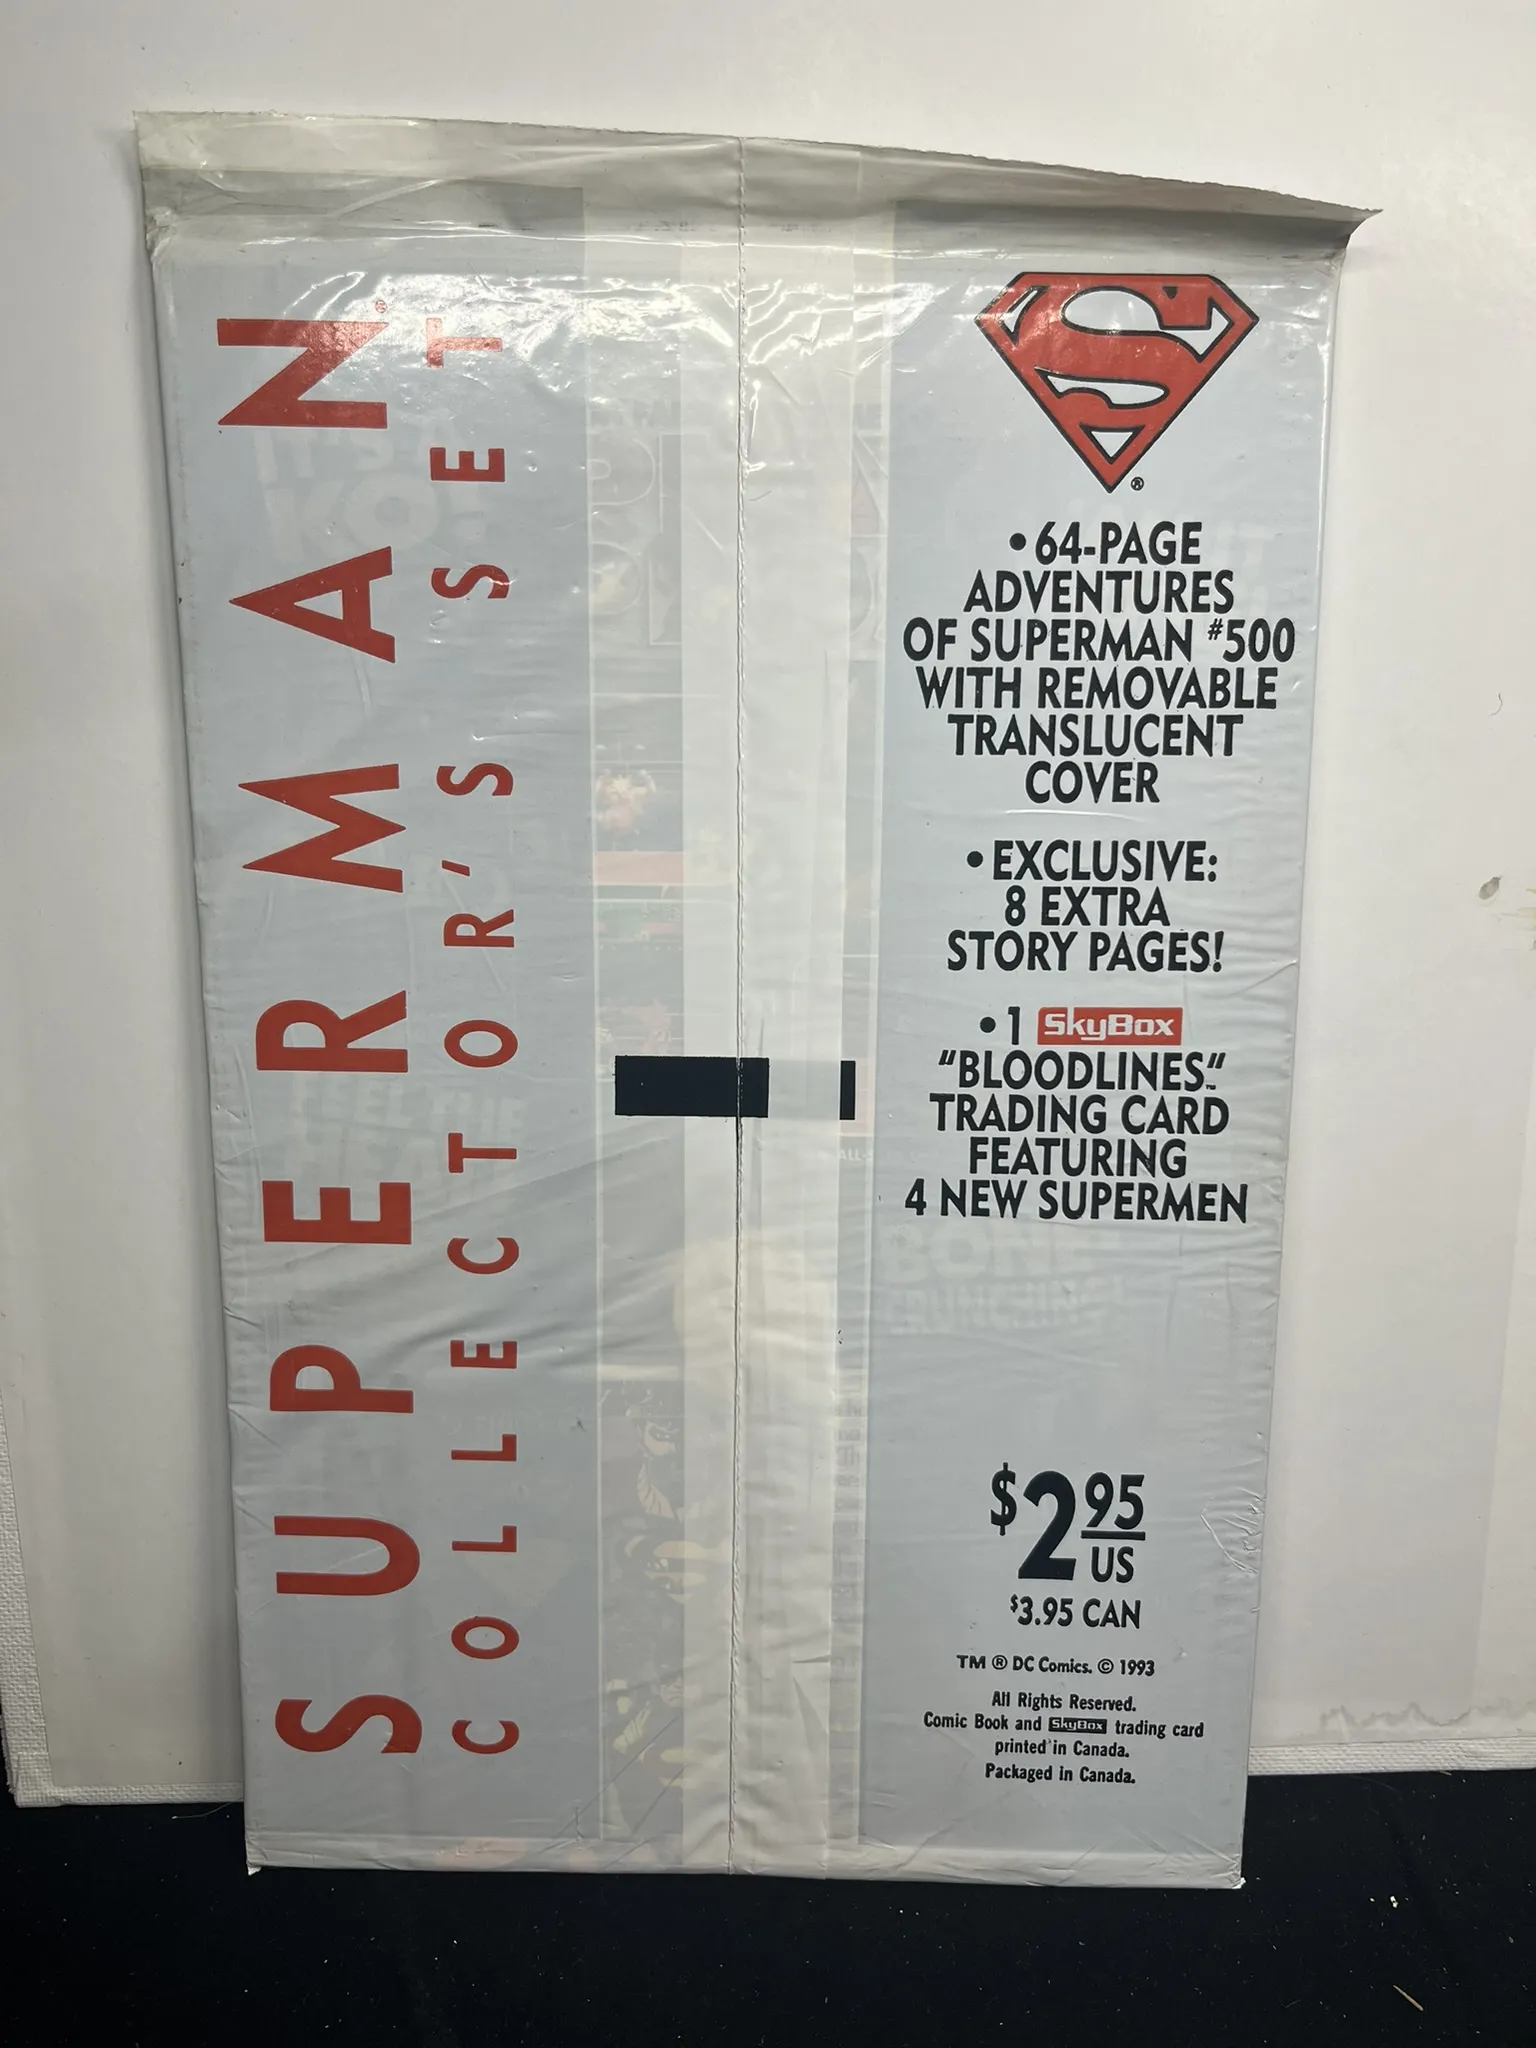 SUPERMAN®
COLLECTOR'S SET
S®
•64-PAGE
ADVENTURES
OF SUPERMAN #500
WITH REMOVABLE
TRANSLUCENT
COVER
•EXCLUSIVE:
8 EXTRA
STORY PAGES!
•1 SkyBox
"BLOODLINES"™
TRADING CARD
FEATURING
4 NEW SUPERMEN
$2.95
US
$3.95 CAN
TM ® DC Comics. © 1993
All Rights Reserved.
Comic Book and SkyBox trading card
printed in Canada.
Packaged in Canada.